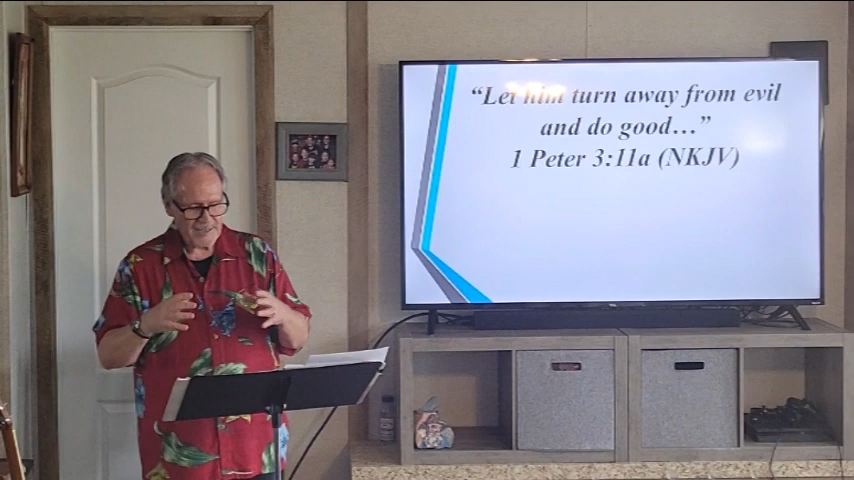 “Let him turn away from evil
and do good…”
1 Peter 3:11a (NKJV)